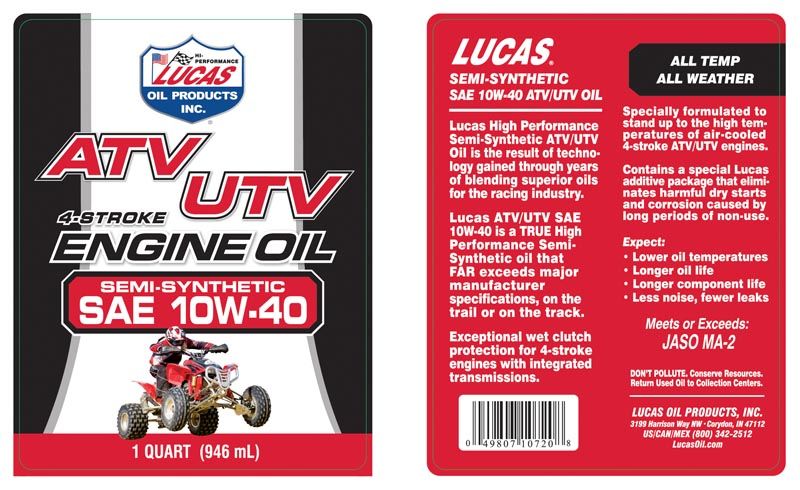 HI-
PERFORMANCE
LUCAS
OIL PRODUCTS
INC.
ATV
UTV
4-STROKE
ENGINE OIL
SEMI-SYNTHETIC
SAE 10W-40
1 QUART (946 mL)
LUCAS®
SEMI-SYNTHETIC
SAE 10W-40 ATV/UTV OIL
Lucas High Performance
Semi-Synthetic ATV/UTV
Oil is the result of techno-
logy gained through years
of blending superior oils
for the racing industry.
Lucas ATV/UTV SAE
10W-40 is a TRUE High
Performance Semi-
Synthetic oil that
FAR exceeds major
manufacturer
specifications, on the
trail or on the track.
Exceptional wet clutch
protection for 4-stroke
engines with integrated
transmissions.
0 49807 10720 8
ALL TEMP
ALL WEATHER
Specially formulated to
stand up to the high tem-
peratures of air-cooled
4-stroke ATV/UTV engines.
Contains a special Lucas
additive package that elimi-
nates harmful dry starts
and corrosion caused by
long periods of non-use.
Expect:
• Lower oil temperatures
• Longer oil life
• Longer component life
• Less noise, fewer leaks
Meets or Exceeds:
JASO MA-2
DON'T POLLUTE. Conserve Resources.
Return Used Oil to Collection Centers.
LUCAS OIL PRODUCTS, INC.
3199 Harrison Way NW · Corydon, IN 47112
US/CAN/MEX (800) 342-2512
LucasOil.com